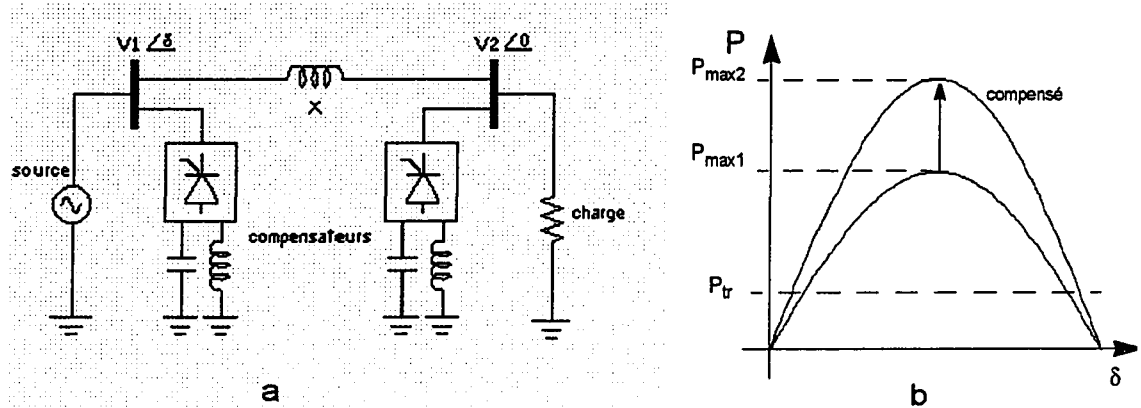 V1 ∠δ
V2 ∠0
X
source
compensateurs
charge
a
P
Pmax2
compensé
Pmax1
Ptr
δ
b